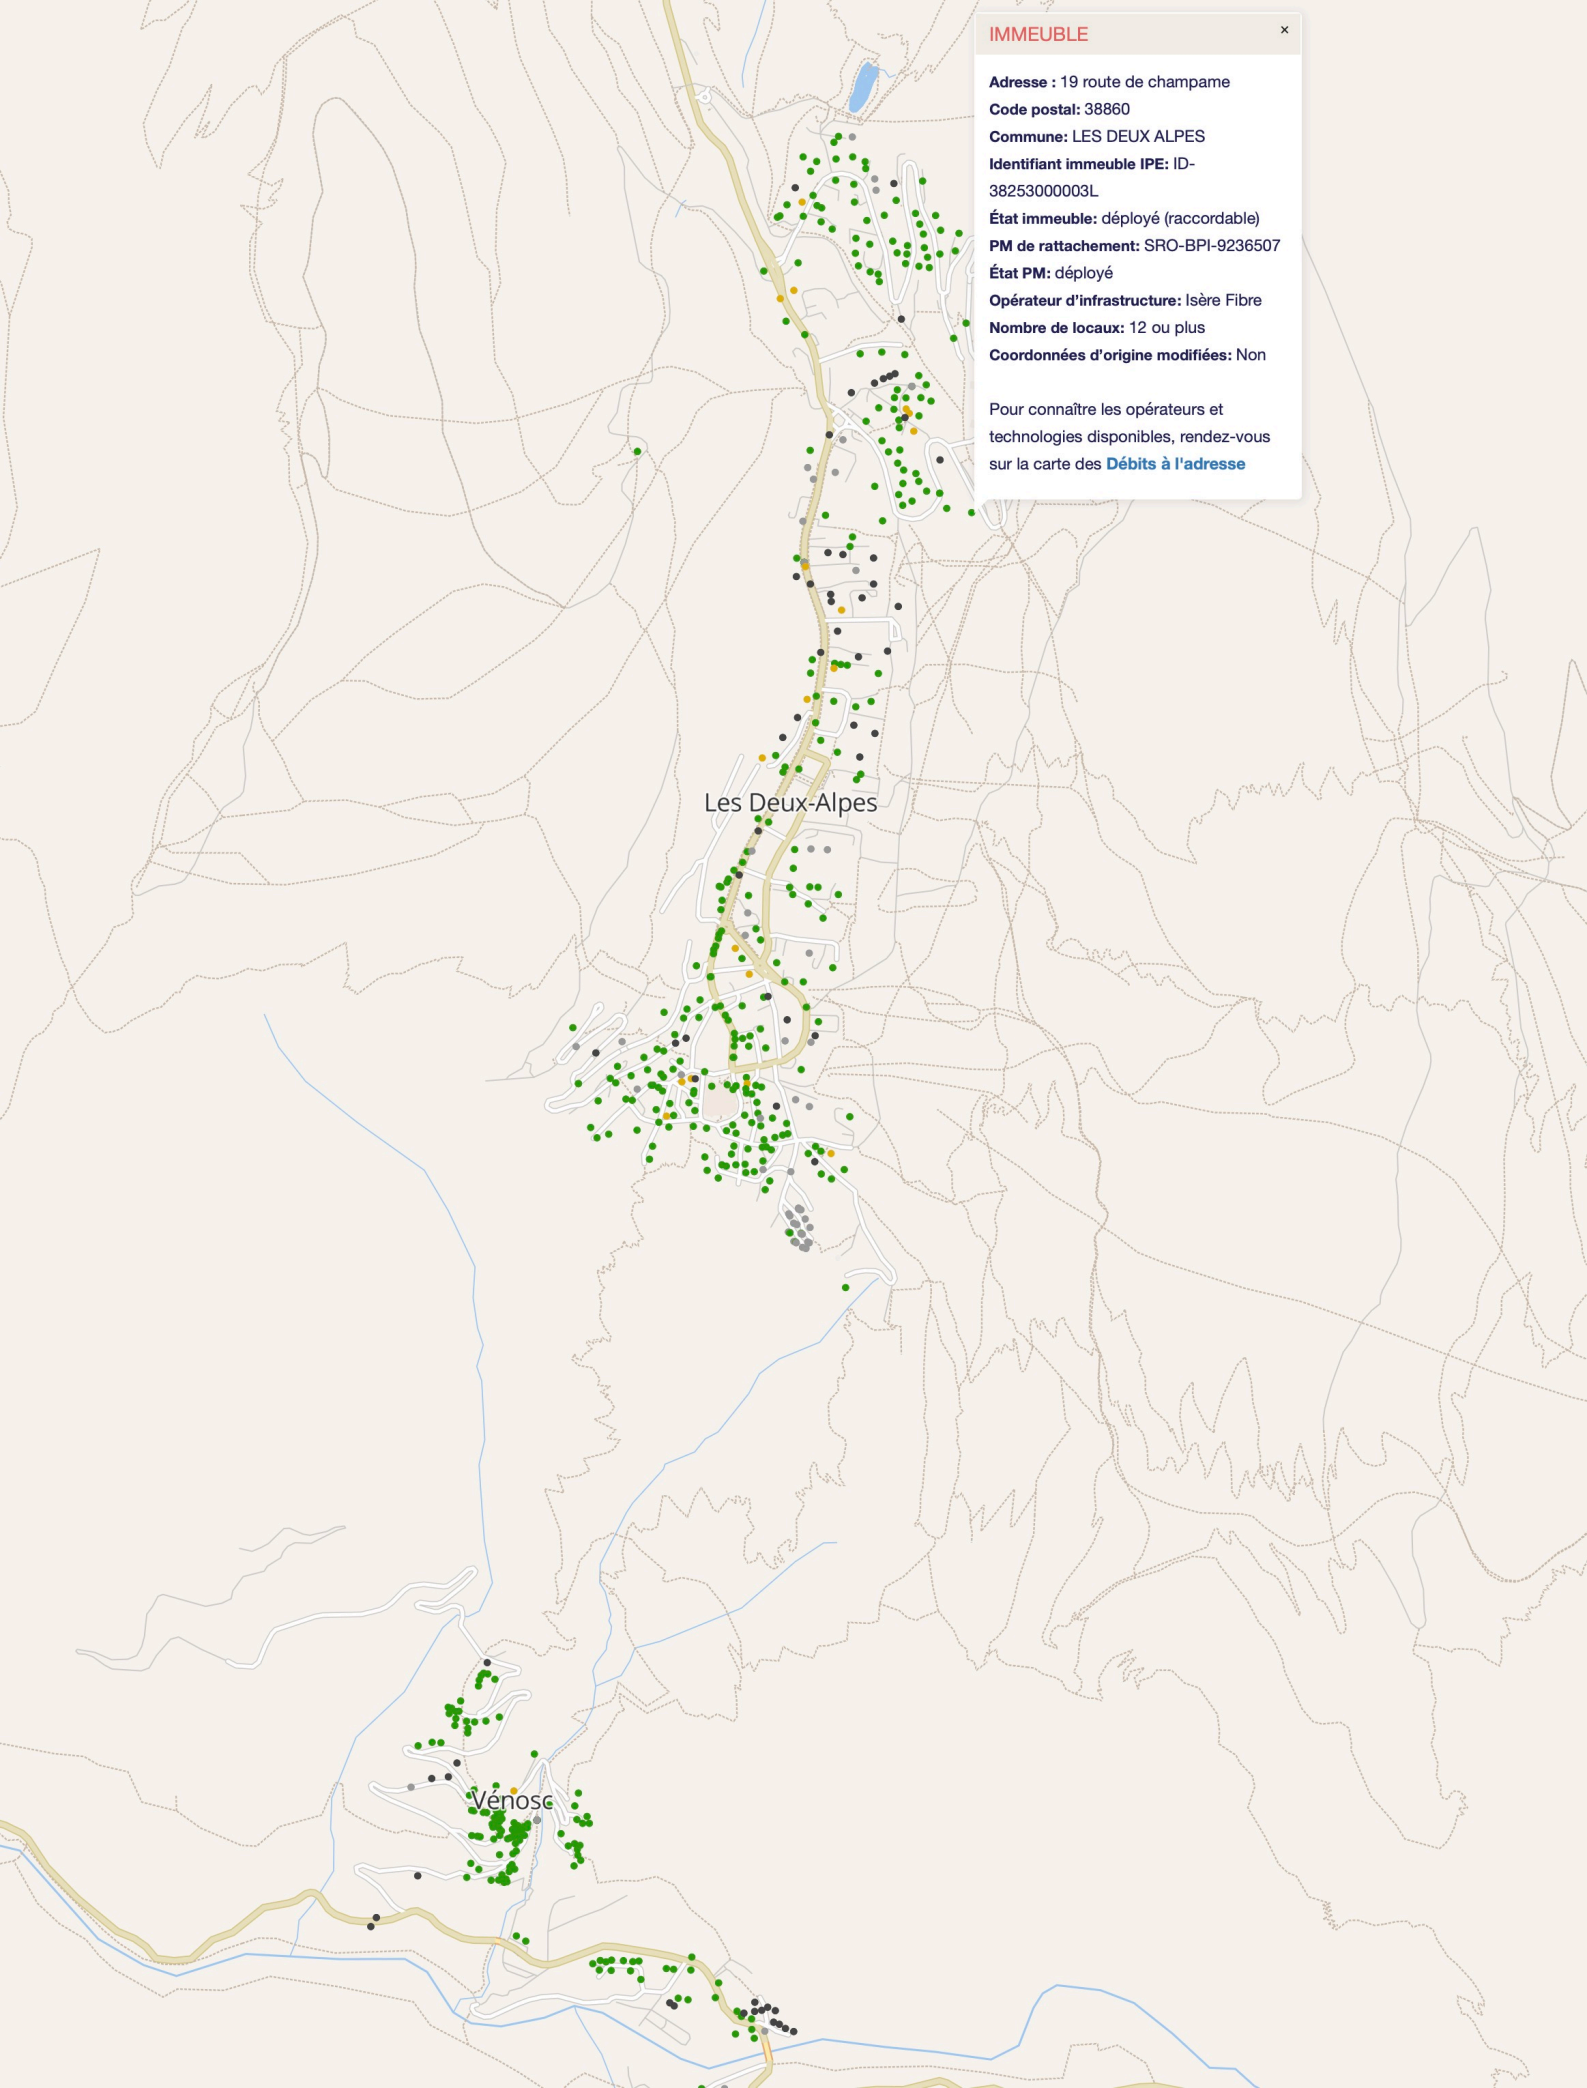 IMMEUBLE
×
Adresse : 19 route de champame
Code postal: 38860
Commune: LES DEUX ALPES
Identifiant immeuble IPE: ID-
38253000003L
État immeuble: déployé (raccordable)
PM de rattachement: SRO-BPI-9236507
État PM: déployé
Opérateur d’infrastructure: Isère Fibre
Nombre de locaux: 12 ou plus
Coordonnées d’origine modifiées: Non
Pour connaître les opérateurs et
technologies disponibles, rendez-vous
sur la carte des Débits à l'adresse
Les Deux-Alpes
Vénosc